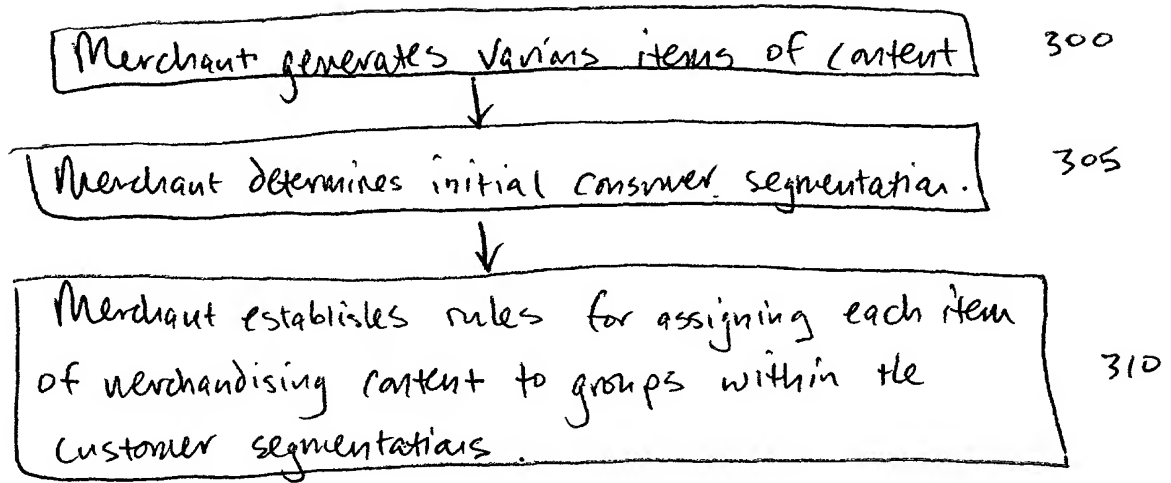 Merchant generates various items of content 300
Merchant determines initial consumer segmentation. 305
Merchant establishes rules for assigning each item
of merchandising content to groups within the 310
customer segmentations.